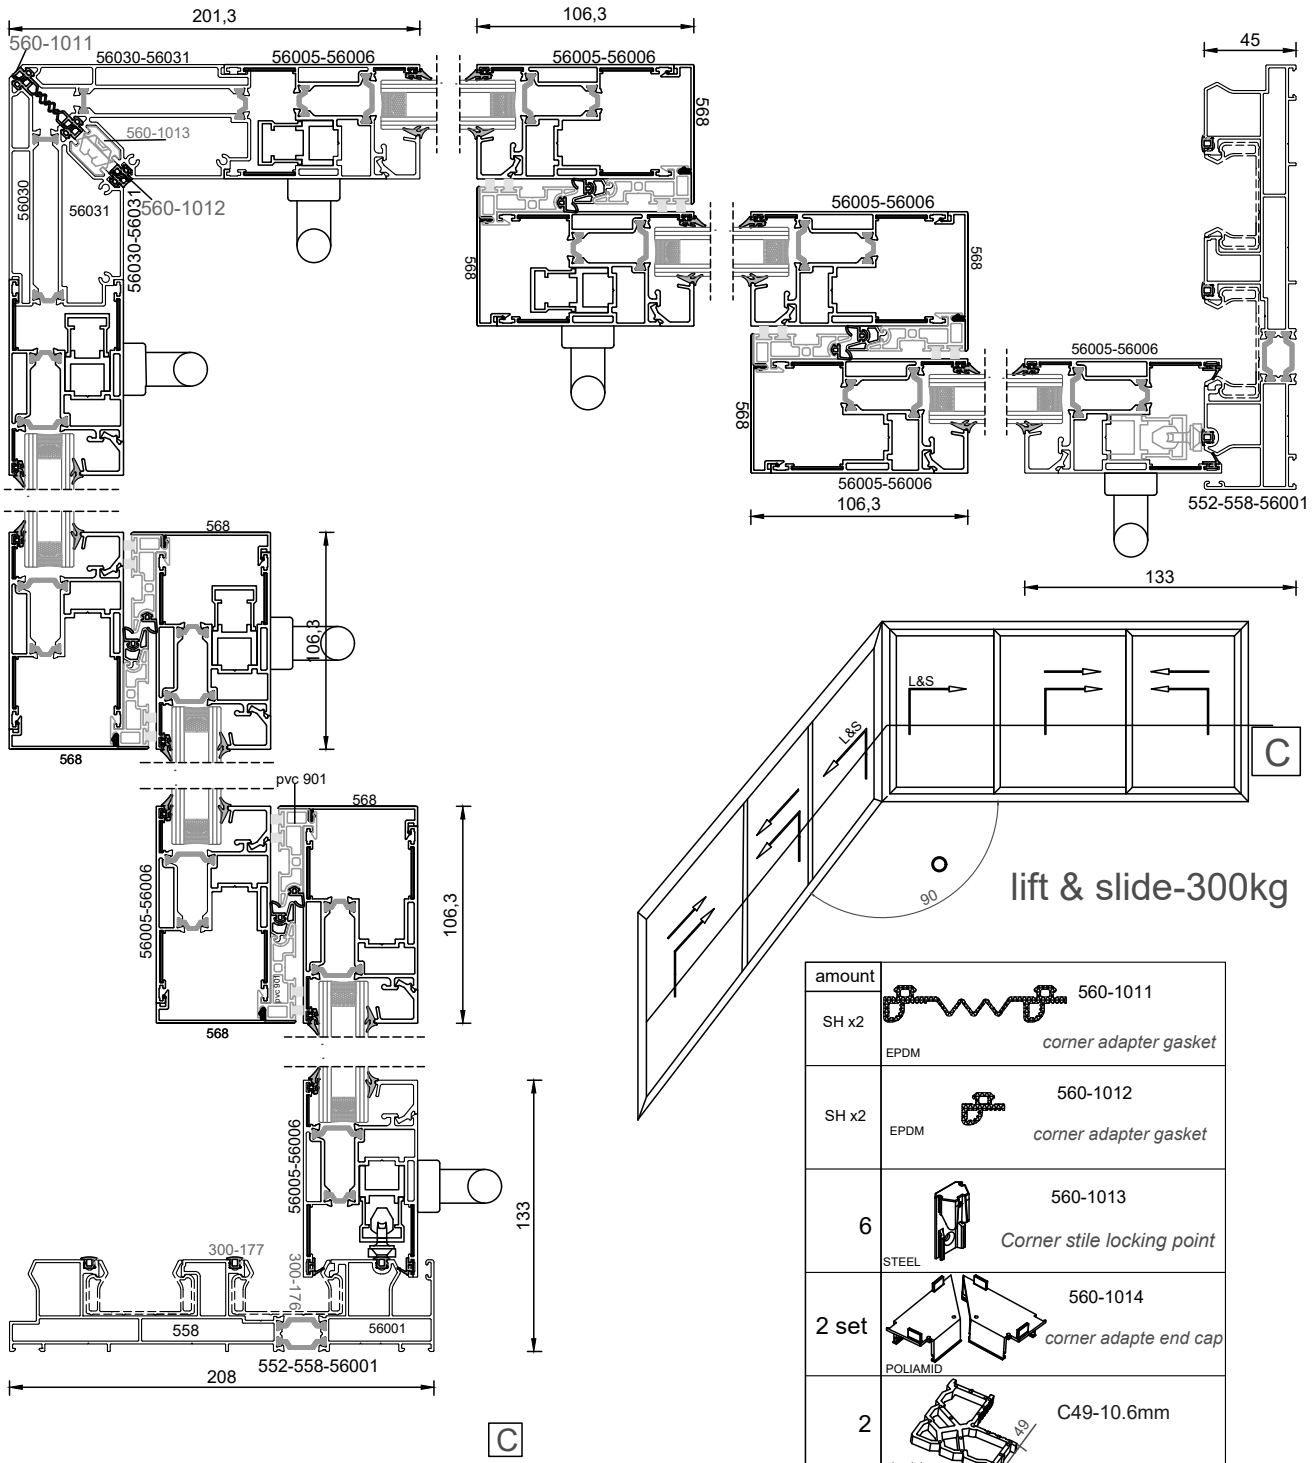 201,3
106,3
45
560-1011
56030-56031
56005-56006
56005-56006
568
560-1013
56030
56031
56030-56031
560-1012
56005-56006
568
568
56005-56006
568
56005-56006
552-558-56001
106,3
133
568
106,3
568
L&S
L&S
C
pvc 901
568
56005-56006
106,3
pvc 901
568
90
lift & slide-300kg
amount
SH x2
560-1011
corner adapter gasket
EPDM
SH x2
560-1012
corner adapter gasket
EPDM
6
560-1013
Corner stile locking point
STEEL
2 set
560-1014
corner adapte end cap
POLIAMID
2
C49-10.6mm
49
56005-56006
133
300-177
300-176
558
56001
552-558-56001
208
C